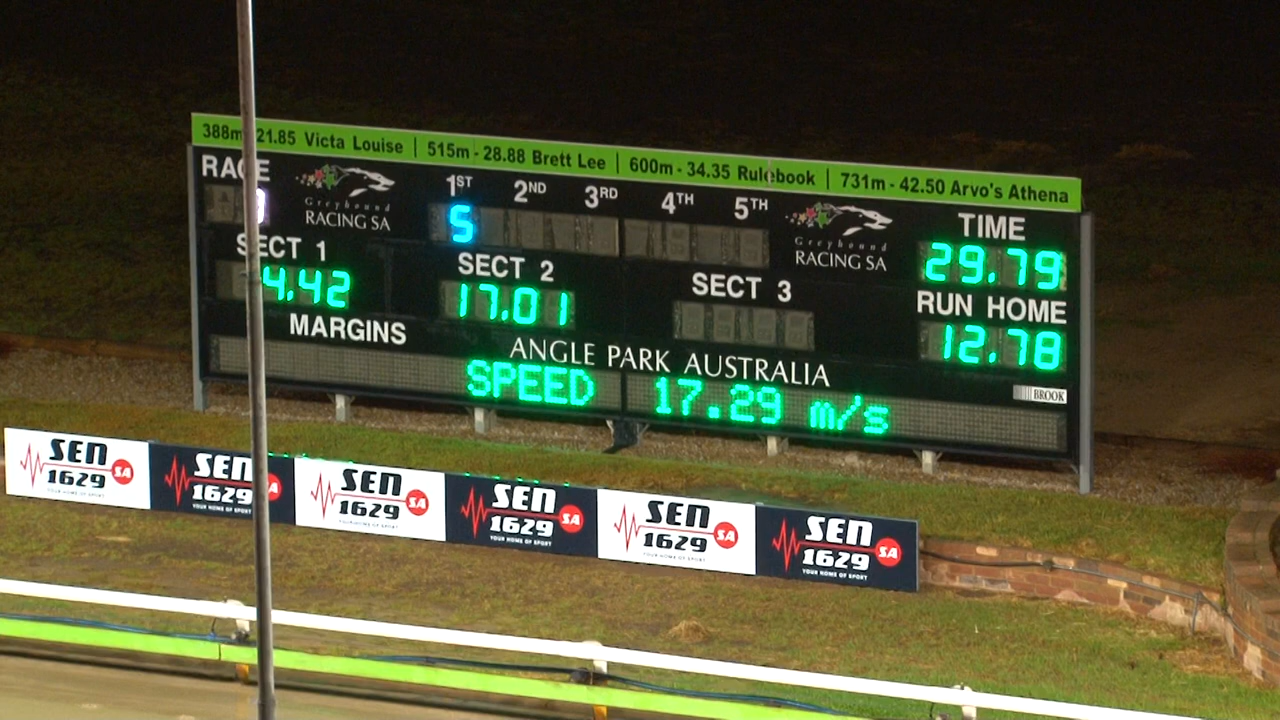 388m 21.85 Victa Louise | 515m - 28.88 Brett Lee | 600m - 34.35 Rulebook | 731m - 42.50 Arvo's Athena
RACE
Greyhound
RACING SA
1ST 2ND 3RD 4TH 5TH
5
Greyhound
RACING SA
TIME
29.79
SECT 1
4.42
SECT 2
17.01
SECT 3
RUN HOME
12.78
MARGINS
ANGLE PARK AUSTRALIA
SPEED 17.29 m/s
BROOK
SEN
1629 SA
YOUR HOME OF SPORT
SEN
1629
YOUR HOME OF SPORT
SEN
1629 SA
YOUR HOME OF SPORT
SEN
1629 SA
YOUR HOME OF SPORT
SEN
1629 SA
YOUR HOME OF SPORT
SEN
1629 SA
YOUR HOME OF SPORT